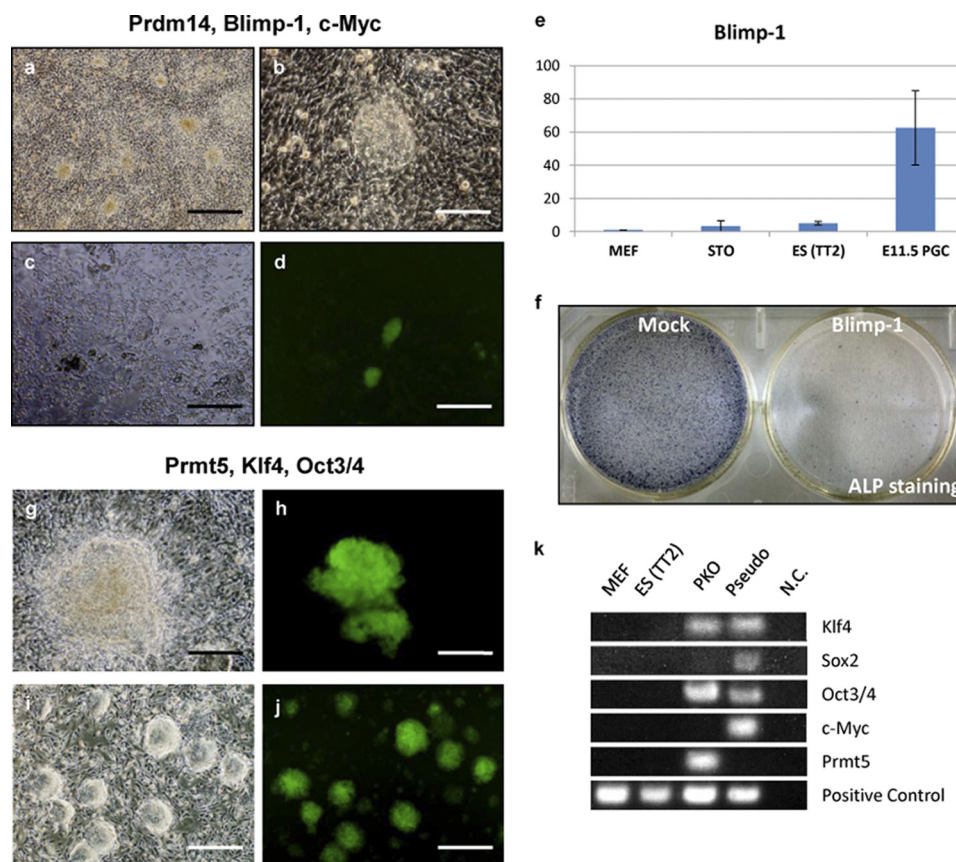 Prdm14, Blimp-1, c-Myc
a
b
c
d
e
Blimp-1
100
80
60
40
20
0
MEF
STO
ES (TT2)
E11.5 PGC
f
Mock
Blimp-1
ALP staining
Prmt5, Klf4, Oct3/4
g
h
i
j
k
MEF
ES (TT2)
PKO
Pseudo
N.C.
Klf4
Sox2
Oct3/4
c-Myc
Prmt5
Positive Control